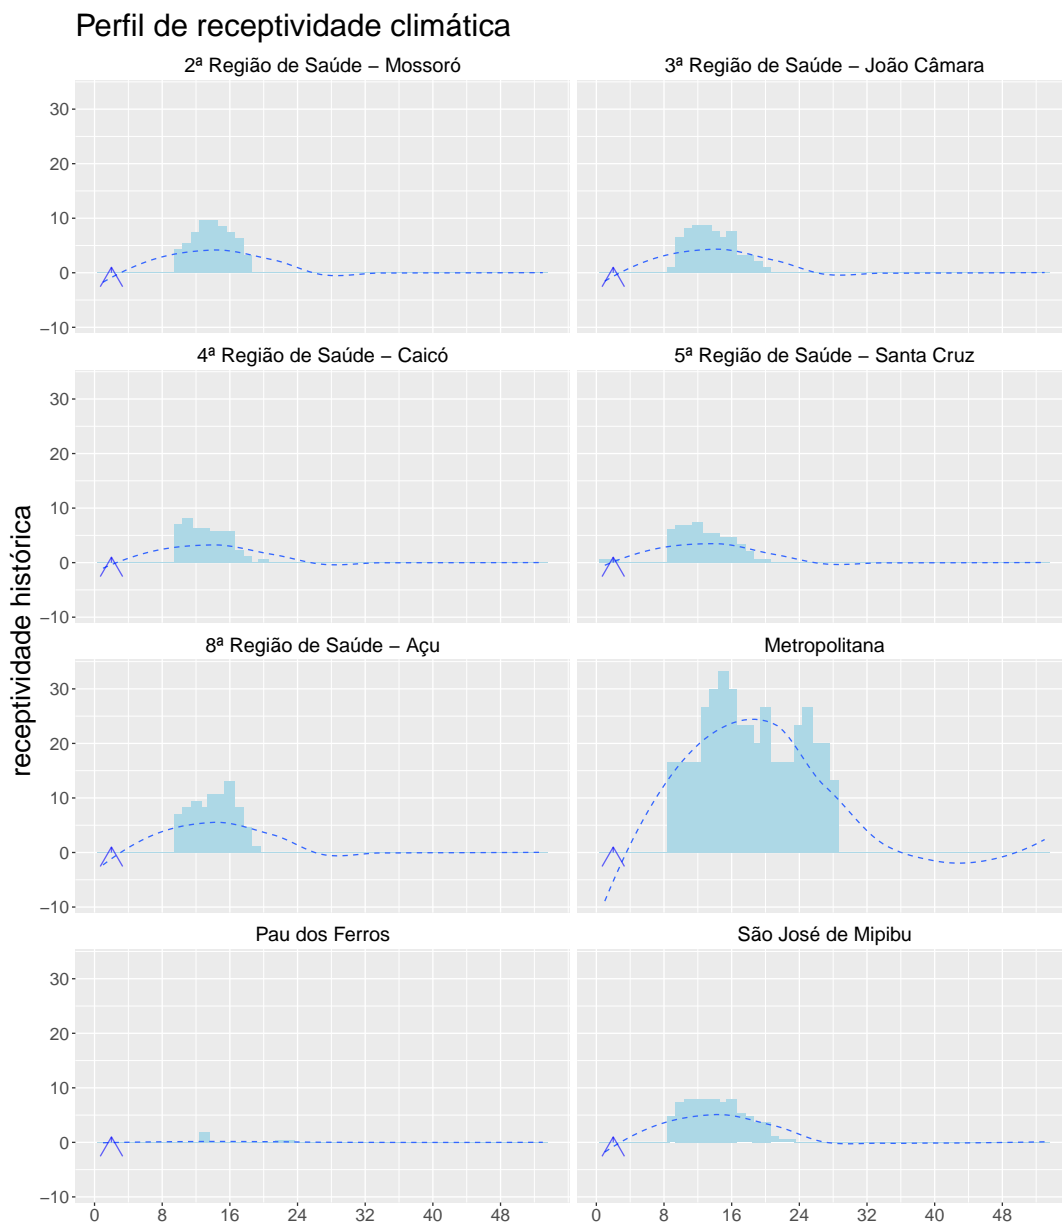 Perfil de receptividade climática
2ª Região de Saúde – Mossoró
3ª Região de Saúde – João Câmara
30
20
10
0
–10
4ª Região de Saúde – Caicó
5ª Região de Saúde – Santa Cruz
30
20
10
0
–10
receptividade histórica
8ª Região de Saúde – Açu
Metropolitana
30
20
10
0
–10
Pau dos Ferros
São José de Mipibu
30
20
10
0
–10
0 8 16 24 32 40 48
0 8 16 24 32 40 48